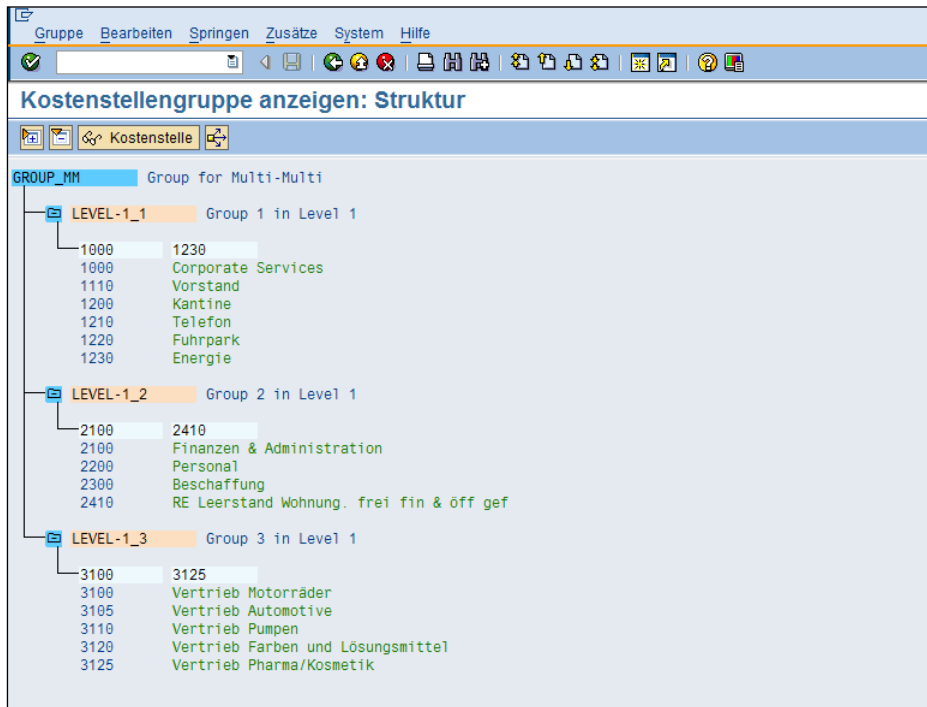 Gruppe Bearbeiten Springen Zusätze System Hilfe
Kostenstellengruppe anzeigen: Struktur
Kostenstelle
GROUP_MM Group for Multi-Multi
LEVEL-1_1 Group 1 in Level 1
1000 1230
1000 Corporate Services
1110 Vorstand
1200 Kantine
1210 Telefon
1220 Fuhrpark
1230 Energie
LEVEL-1_2 Group 2 in Level 1
2100 2410
2100 Finanzen & Administration
2200 Personal
2300 Beschaffung
2410 RE Leerstand Wohnung. frei fin & öff gef
LEVEL-1_3 Group 3 in Level 1
3100 3125
3100 Vertrieb Motorräder
3105 Vertrieb Automotive
3110 Vertrieb Pumpen
3120 Vertrieb Farben und Lösungsmittel
3125 Vertrieb Pharma/Kosmetik